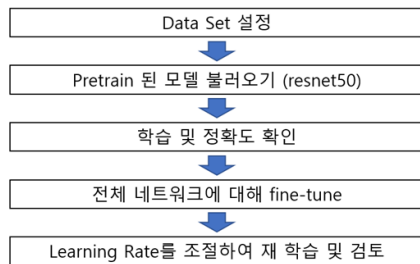 Data Set 설정
Pretrain 된 모델 불러오기 (resnet50)
학습 및 정확도 확인
전체 네트워크에 대해 fine-tune
Learning Rate를 조절하여 재 학습 및 검토